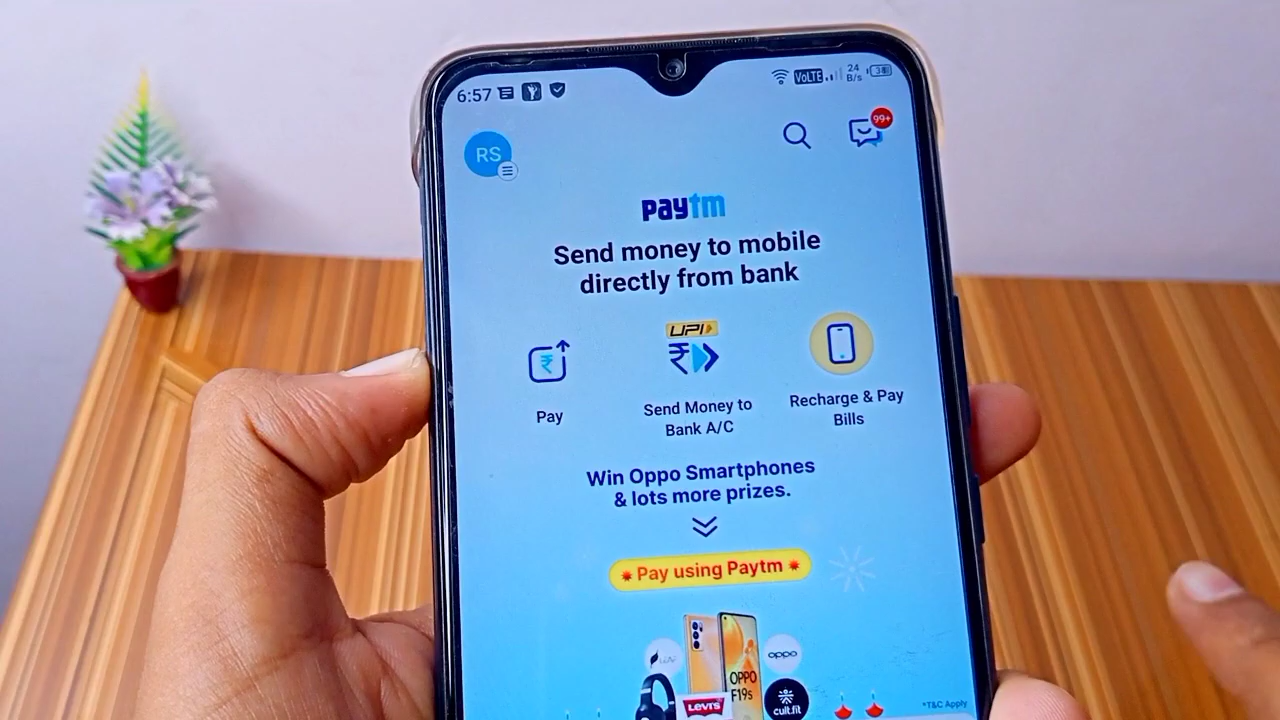 6:57
VoLTE
24
B/s
38
RS
99+
paytm
Send money to mobile
directly from bank
UPI
Pay
Send Money to
Bank A/C
Recharge & Pay
Bills
Win Oppo Smartphones
& lots more prizes.
Pay using Paytm
oppo
OPPO
F19s
LEVI'S
cult.fit
*T&C Apply